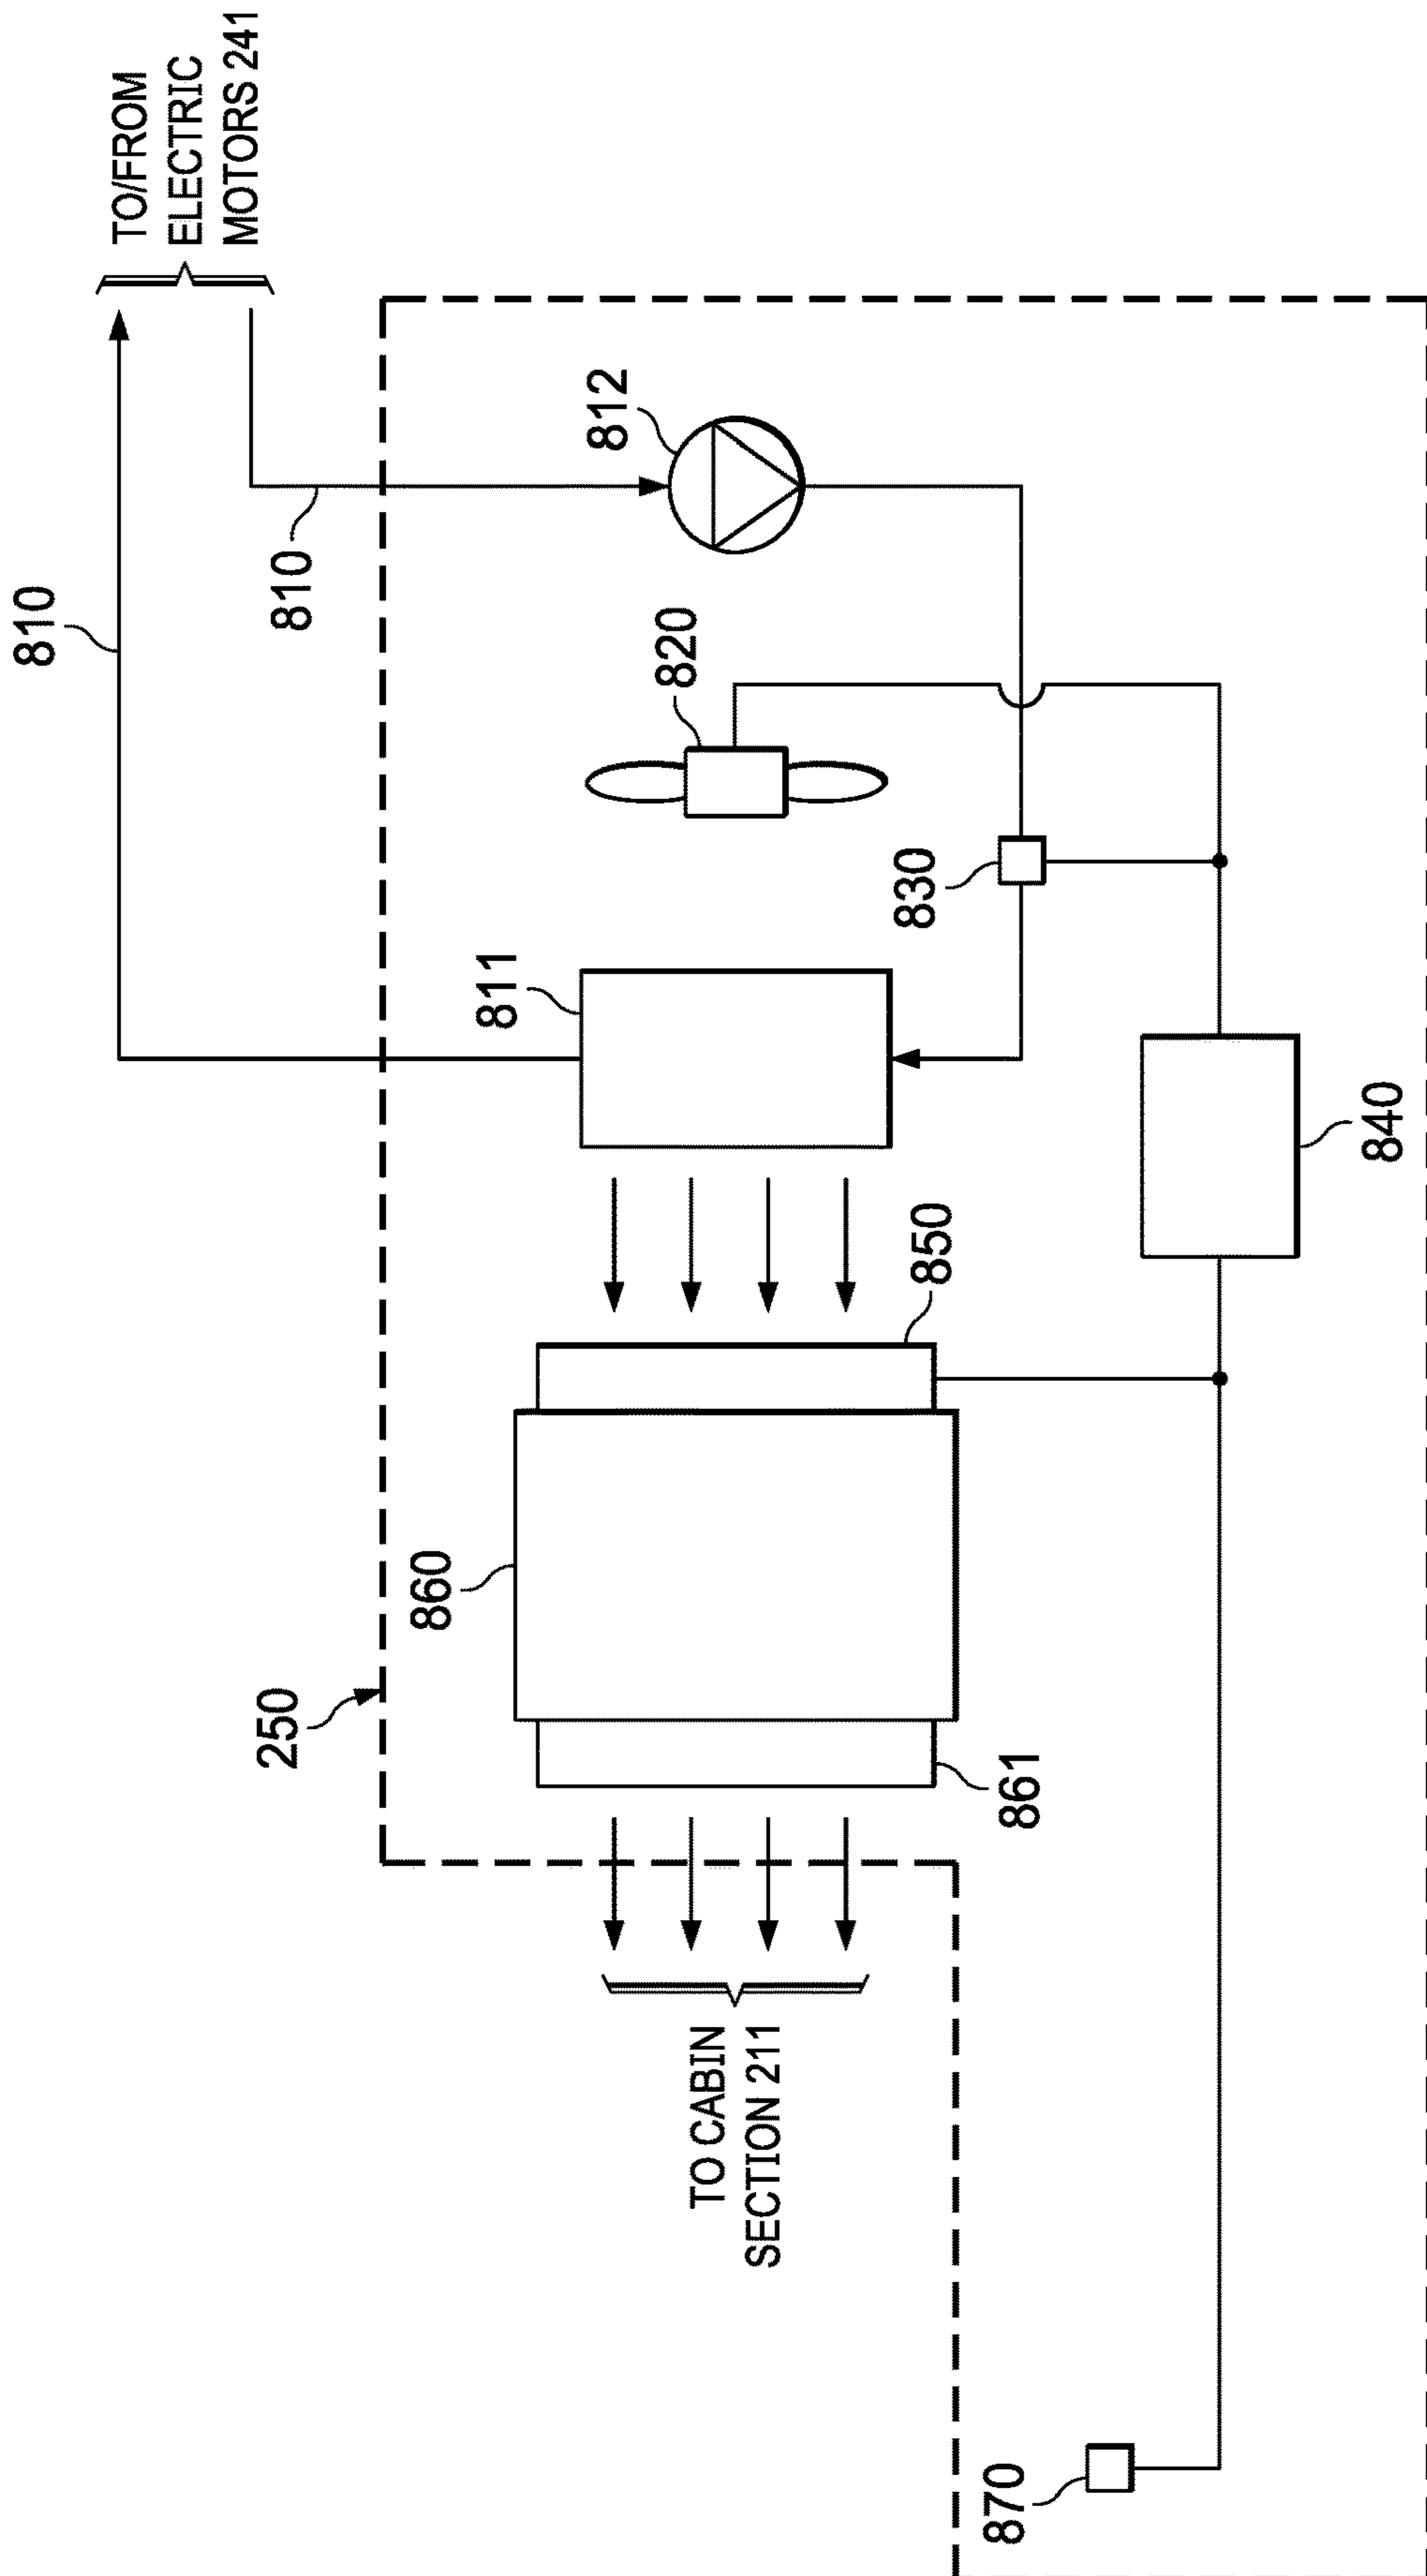 TO/FROM
ELECTRIC
MOTORS 241
810
810
812
820
830
811
840
850
860
250
861
TO CABIN
SECTION 211
870